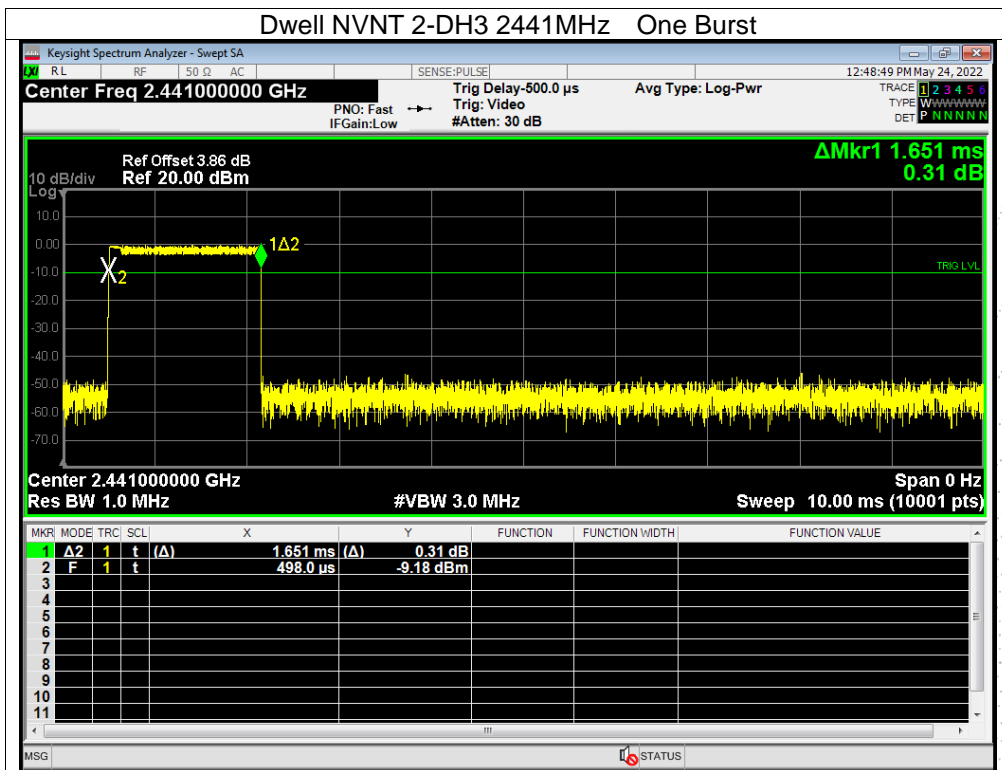 Dwell NVNT 2-DH3 2441MHz One Burst
Keysight Spectrum Analyzer - Swept SA
LXI RL RF 50 Ω AC SENSE:PULSE 12:48:49 PM May 24, 2022
Center Freq 2.441000000 GHz
PNO: Fast
IFGain:Low
Trig Delay-500.0 µs
Trig: Video
#Atten: 30 dB
Avg Type: Log-Pwr
TRACE 1 2 3 4 5 6
TYPE WWWWWWW
DET P N N N N N
ΔMkr1 1.651 ms
0.31 dB
Ref Offset 3.86 dB
10 dB/div Ref 20.00 dBm
Log
10.0
0.00
1Δ2
-10.0
X2
TRIG LVL
-20.0
-30.0
-40.0
-50.0
-60.0
-70.0
Center 2.441000000 GHz Span 0 Hz
Res BW 1.0 MHz #VBW 3.0 MHz Sweep 10.00 ms (10001 pts)
MKR MODE TRC SCL X Y FUNCTION FUNCTION WIDTH FUNCTION VALUE
1 Δ2 1 t (Δ) 1.651 ms (Δ) 0.31 dB
2 F 1 t 498.0 µs -9.18 dBm
3
4
5
6
7
8
9
10
11
MSG STATUS